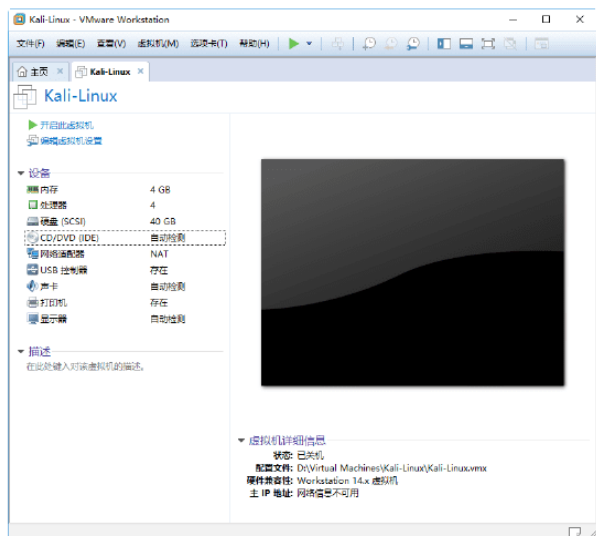 Kali-Linux - VMware Workstation
文件(F) 编辑(E) 查看(V) 虚拟机(M) 选项卡(T) 帮助(H)
主页 × Kali-Linux ×
Kali-Linux
开启此虚拟机
编辑虚拟机设置
设备
内存 4 GB
处理器 4
硬盘 (SCSI) 40 GB
CD/DVD (IDE) 自动检测
网络适配器 NAT
USB 控制器 存在
声卡 自动检测
打印机 存在
显示器 自动检测
描述
在此处键入对该虚拟机的描述。
虚拟机详细信息
状态: 已关机
配置文件: D:\Virtual Machines\Kali-Linux\Kali-Linux.vmx
硬件兼容性: Workstation 14.x 虚拟机
主 IP 地址: 网络信息不可用